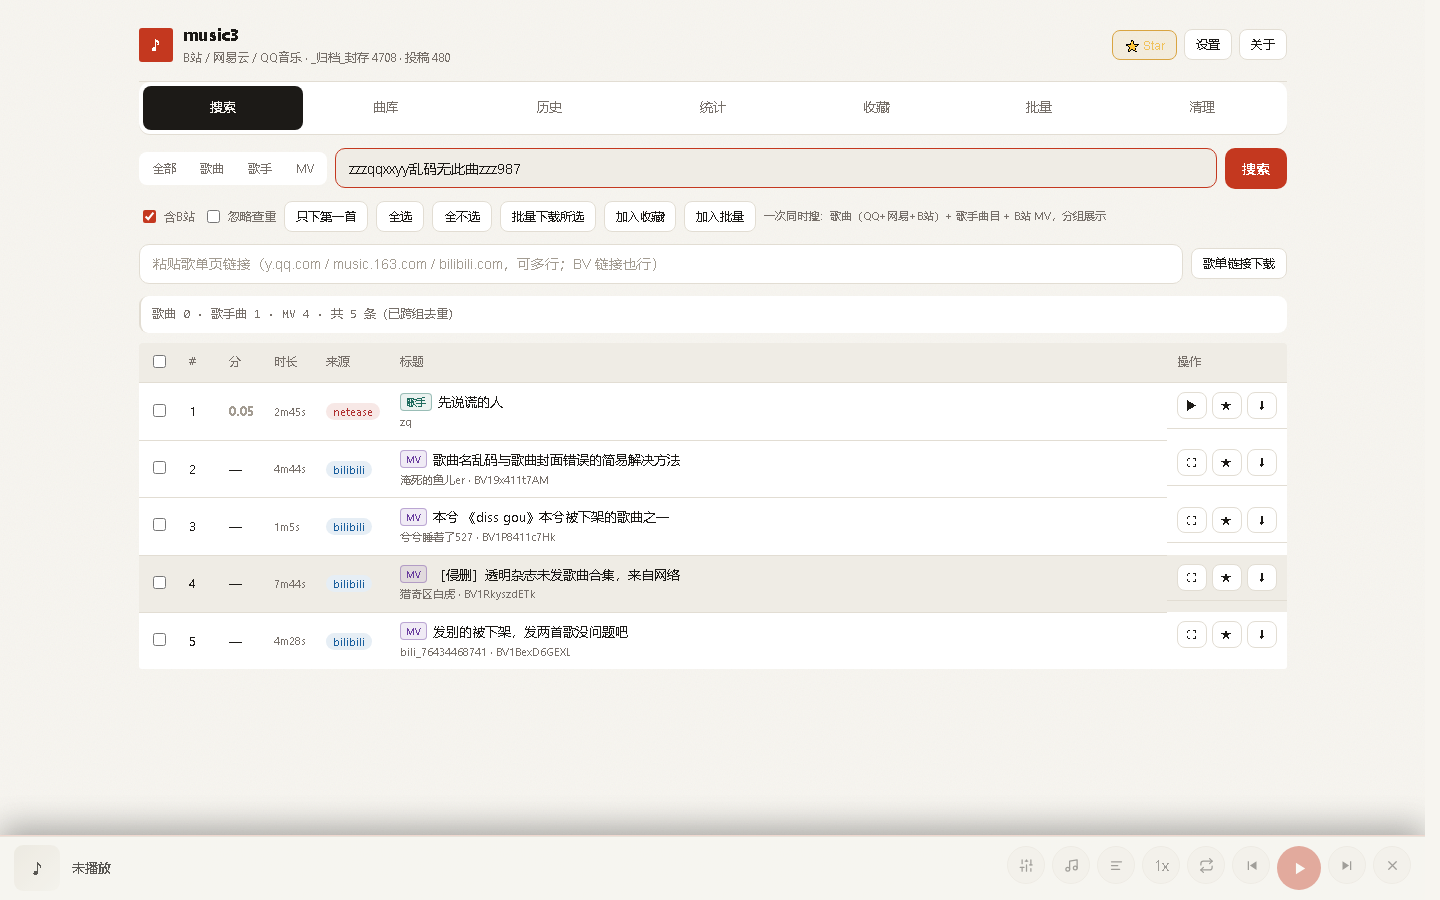 music3
B站 / 网易云 / QQ音乐 · _归档_封存 4708 · 投稿 480
Star 设置 关于
搜索 曲库 历史 统计 收藏 批量 清理
全部 歌曲 歌手 MV zzzqqxxyy乱码无此曲zzz987 搜索
含B站 忽略查重 只下第一首 全选 全不选 批量下载所选 加入收藏 加入批量 一次同时搜：歌曲（QQ+网易+B站）+ 歌手曲目 + B站 MV，分组展示
粘贴歌单页链接（y.qq.com / music.163.com / bilibili.com，可多行；BV 链接也行） 歌单链接下载
歌曲 0 · 歌手曲 1 · MV 4 · 共 5 条（已跨组去重）
# 分 时长 来源 标题 操作
1 0.05 2m45s netease 歌手 先说谎的人
zq
2 — 4m44s bilibili MV 歌曲名乱码与歌曲封面错误的简易解决方法
淹死的鱼儿er · BV19x411t7AM
3 — 1m5s bilibili MV 本兮 《diss gou》本兮被下架的歌曲之一
兮兮睡着了527 · BV1P8411c7Hk
4 — 7m44s bilibili MV ［侵删］透明杂志未发歌曲合集，来自网络
猎奇区白虎 · BV1RkyszdETk
5 — 4m28s bilibili MV 发别的被下架，发两首歌没问题吧
bili_76434468741 · BV1BexD6GEXL
未播放 1x